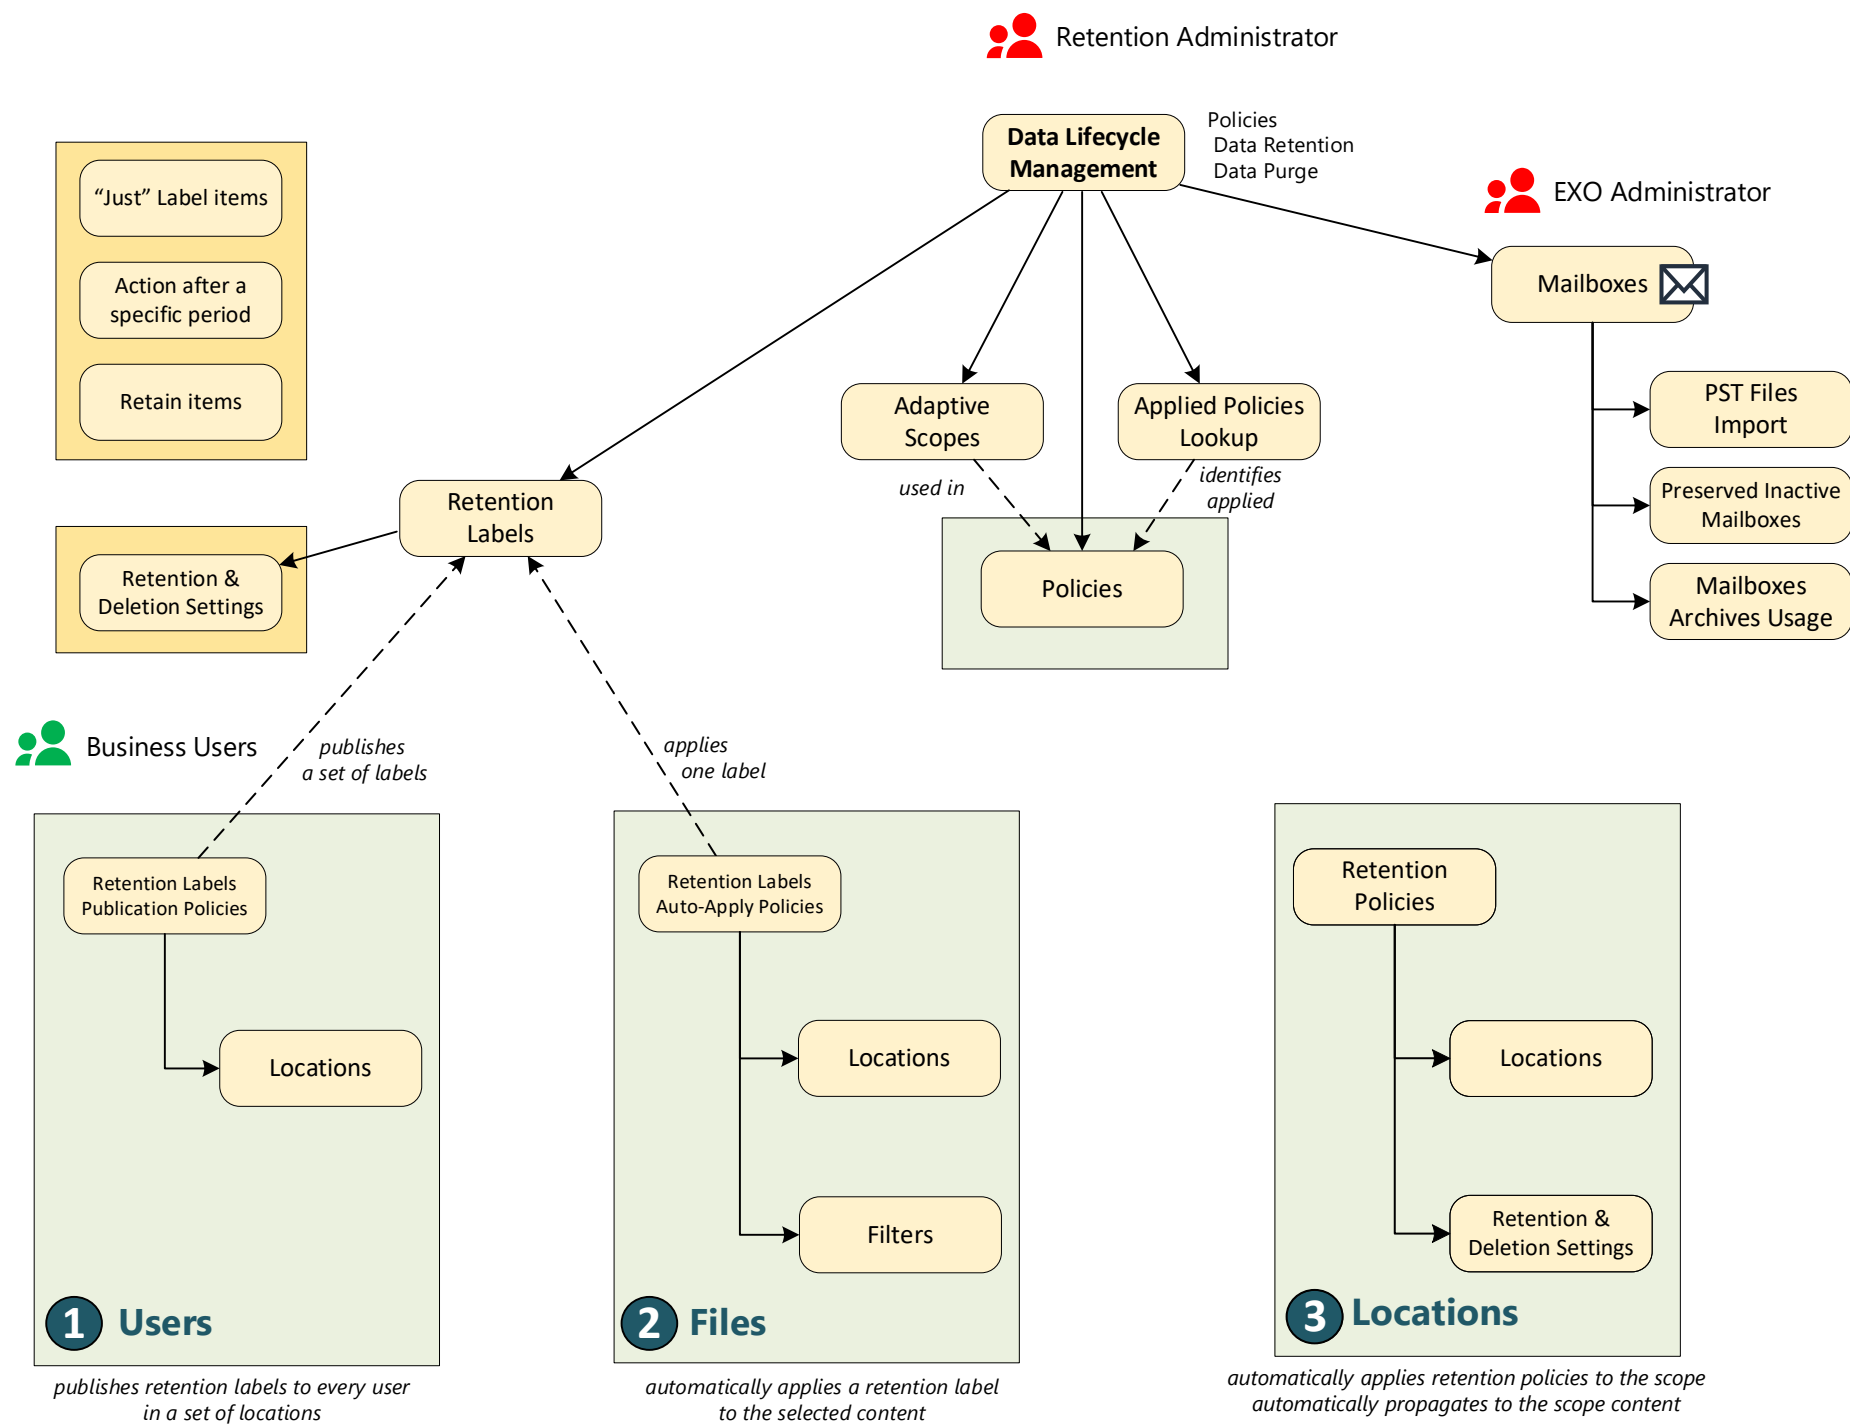 Retention Administrator
Data Lifecycle
Management
Policies
Data Retention
Data Purge
EXO Administrator
“Just” Label items
Action after a
specific period
Retain items
Mailboxes
Adaptive
Scopes
Applied Policies
Lookup
PST Files
Import
used in
identifies
applied
Retention
Labels
Preserved Inactive
Mailboxes
Retention &
Deletion Settings
Policies
Mailboxes
Archives Usage
Business Users
publishes
a set of labels
applies
one label
Retention Labels
Publication Policies
Locations
1 Users
publishes retention labels to every user
in a set of locations
Retention Labels
Auto-Apply Policies
Locations
Filters
2 Files
automatically applies a retention label
to the selected content
Retention
Policies
Locations
Retention &
Deletion Settings
3 Locations
automatically applies retention policies to the scope
automatically propagates to the scope content